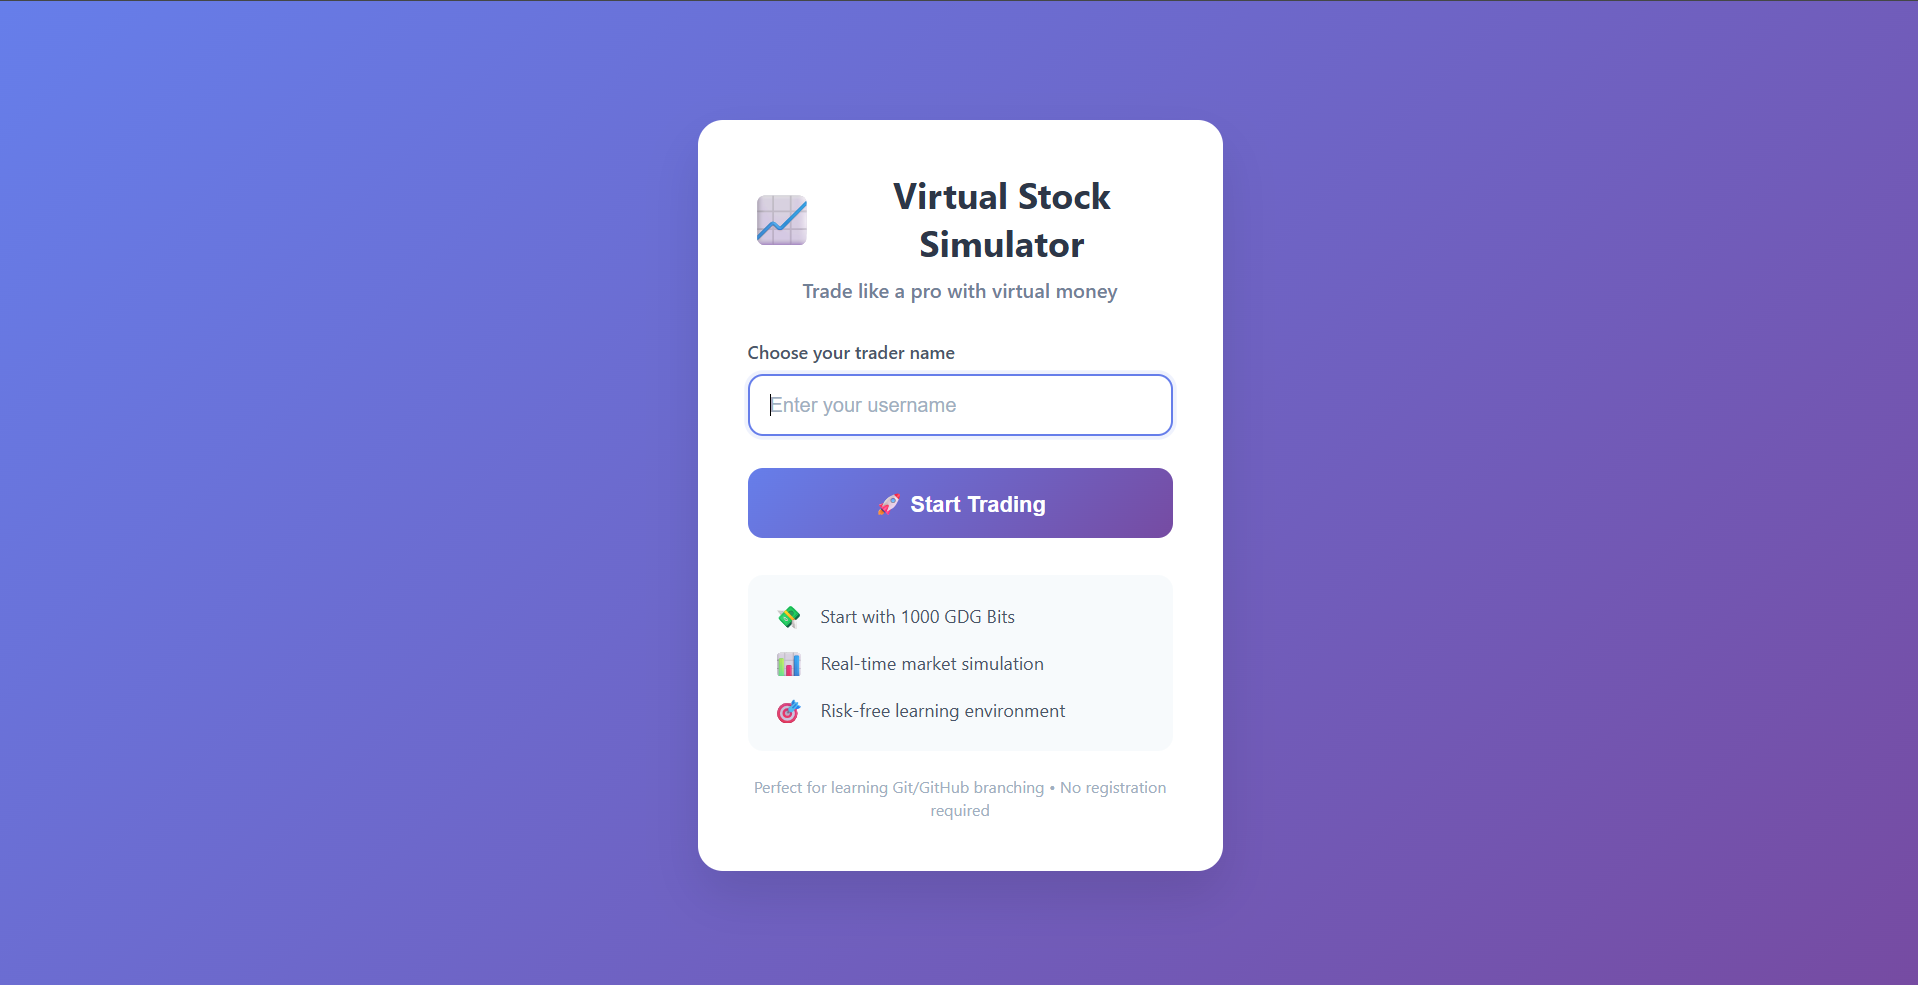 Virtual Stock
Simulator
Trade like a pro with virtual money
Choose your trader name
Enter your username
🚀 Start Trading
💸 Start with 1000 GDG Bits
📊 Real-time market simulation
🎯 Risk-free learning environment
Perfect for learning Git/GitHub branching • No registration
required